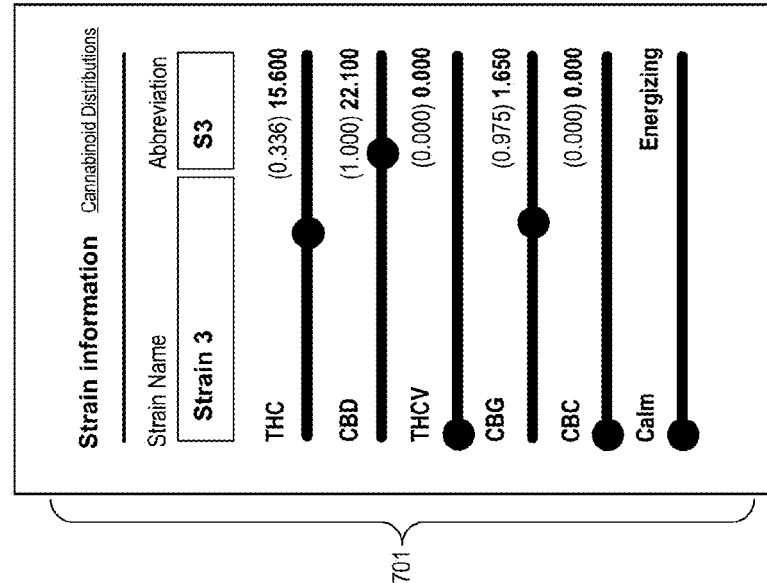 Strain information Cannabinoid Distributions
Strain Name Abbreviation
Strain 3 S3
THC (0.336) 15.600
CBD (1.000) 22.100
THCV (0.000) 0.000
CBG (0.975) 1.650
CBC (0.000) 0.000
Calm Energizing
701